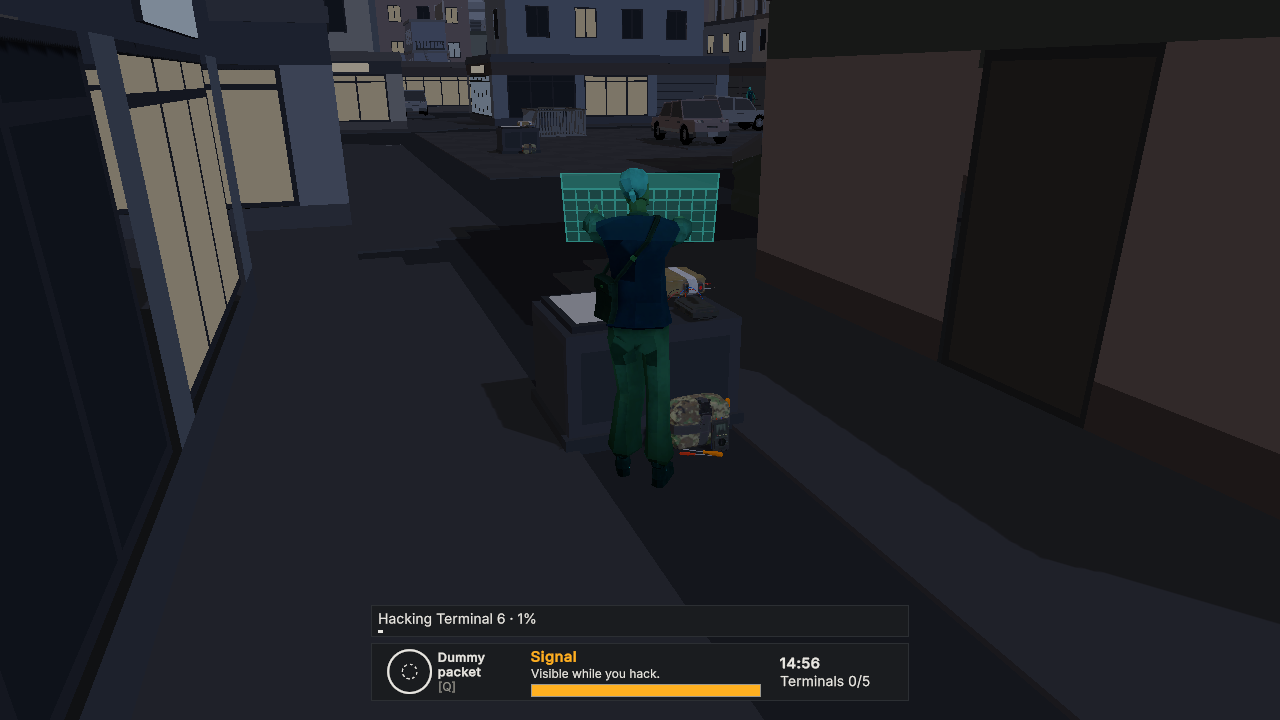 Hacking Terminal 6 · 1%
Dummy
packet
[Q]
Signal
Visible while you hack.
14:56
Terminals 0/5